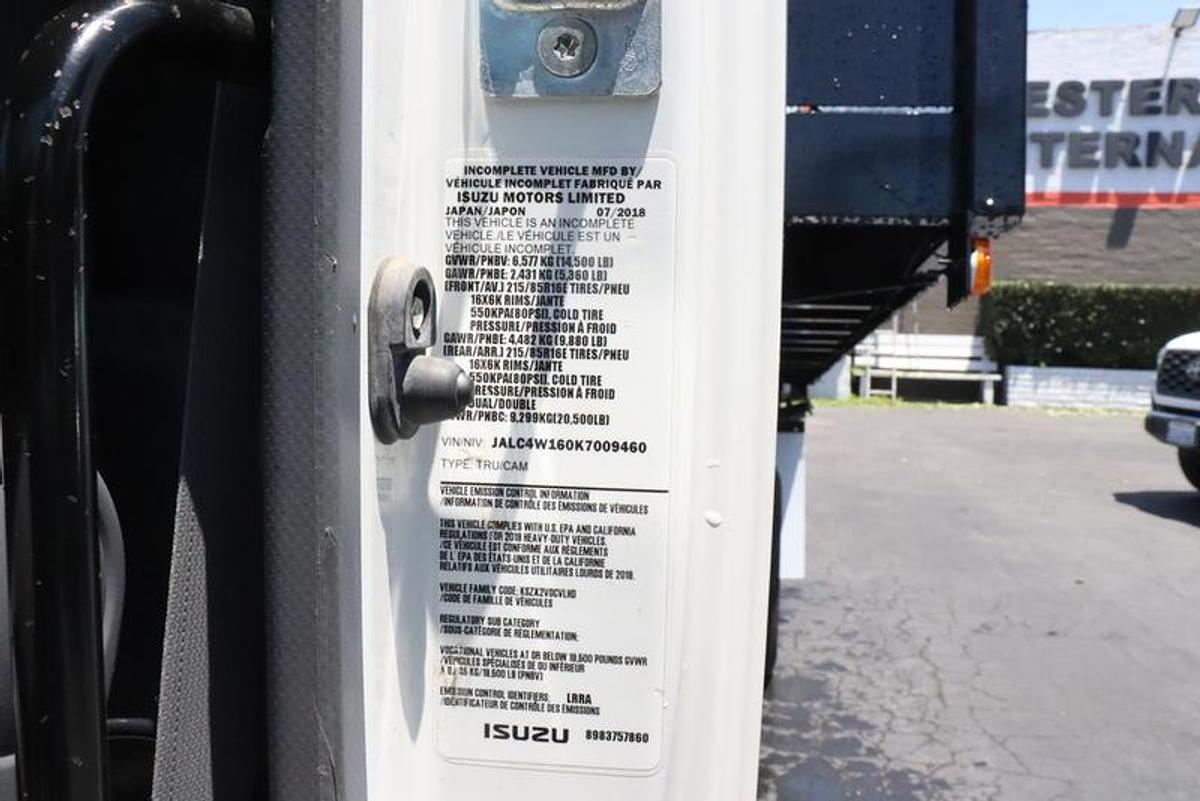 INCOMPLETE VEHICLE MFD BY/
VÉHICULE INCOMPLET FABRIQUÉ PAR
ISUZU MOTORS LIMITED
JAPAN/JAPON 07/2018
THIS VEHICLE IS AN INCOMPLETE
VEHICLE./LE VÉHICULE EST UN
VÉHICULE INCOMPLET.
GVWR/PNBV: 6,577 KG (14,500 LB)
GAWR/PNBE: 2,431 KG (5,360 LB)
(FRONT/AV.) 215/85R16E TIRES/PNEU
16X6K RIMS/JANTE
550KPA(80PSI), COLD TIRE
PRESSURE/PRESSION À FROID
GAWR/PNBE: 4,482 KG (9,880 LB)
(REAR/ARR.) 215/85R16E TIRES/PNEU
16X6K RIMS/JANTE
550KPA(80PSI), COLD TIRE
PRESSURE/PRESSION À FROID
DUAL/DOUBLE
WR/PNBC: 9,299KG(20,500LB)
VIN/NIV: JALC4W160K7009460
TYPE: TRU/CAM
VEHICLE EMISSION CONTROL INFORMATION
/INFORMATION DE CONTRÔLE DES ÉMISSIONS DE VÉHICULES
THIS VEHICLE COMPLIES WITH U.S. EPA AND CALIFORNIA
REGULATIONS FOR 2018 HEAVY-DUTY VEHICLES.
/CE VÉHICULE EST CONFORME AUX RÈGLEMENTS
DE L' EPA DES ÉTATS-UNIS ET DE LA CALIFORNIE
RELATIFS AUX VÉHICULES UTILITAIRES LOURDS DE 2018.
VEHICLE FAMILY CODE: KSZX2VOCVLHD
/CODE DE FAMILLE DE VÉHICULES
REGULATORY SUB CATEGORY
/SOUS-CATÉGORIE DE RÉGLEMENTATION:
VOCATIONAL VEHICLES AT OR BELOW 19,500 POUNDS GVWR
/VÉHICULES SPÉCIALISÉS DE OU INFÉRIEUR
KG/19,500 LB (PNBV)
EMISSION CONTROL IDENTIFIERS: LRRA
/IDENTIFICATEUR DE CONTRÔLE DES ÉMISSIONS
ISUZU 8983757860
ESTER
TERNA